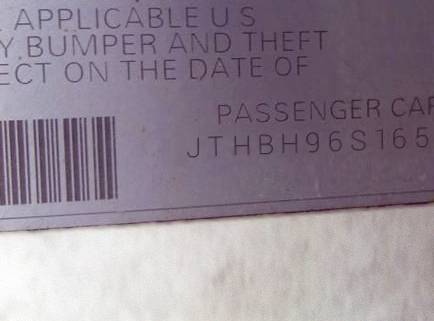 APPLICABLE U S
Y BUMPER AND THEFT
ECT ON THE DATE OF
PASSENGER CAR
JTHBH96S165